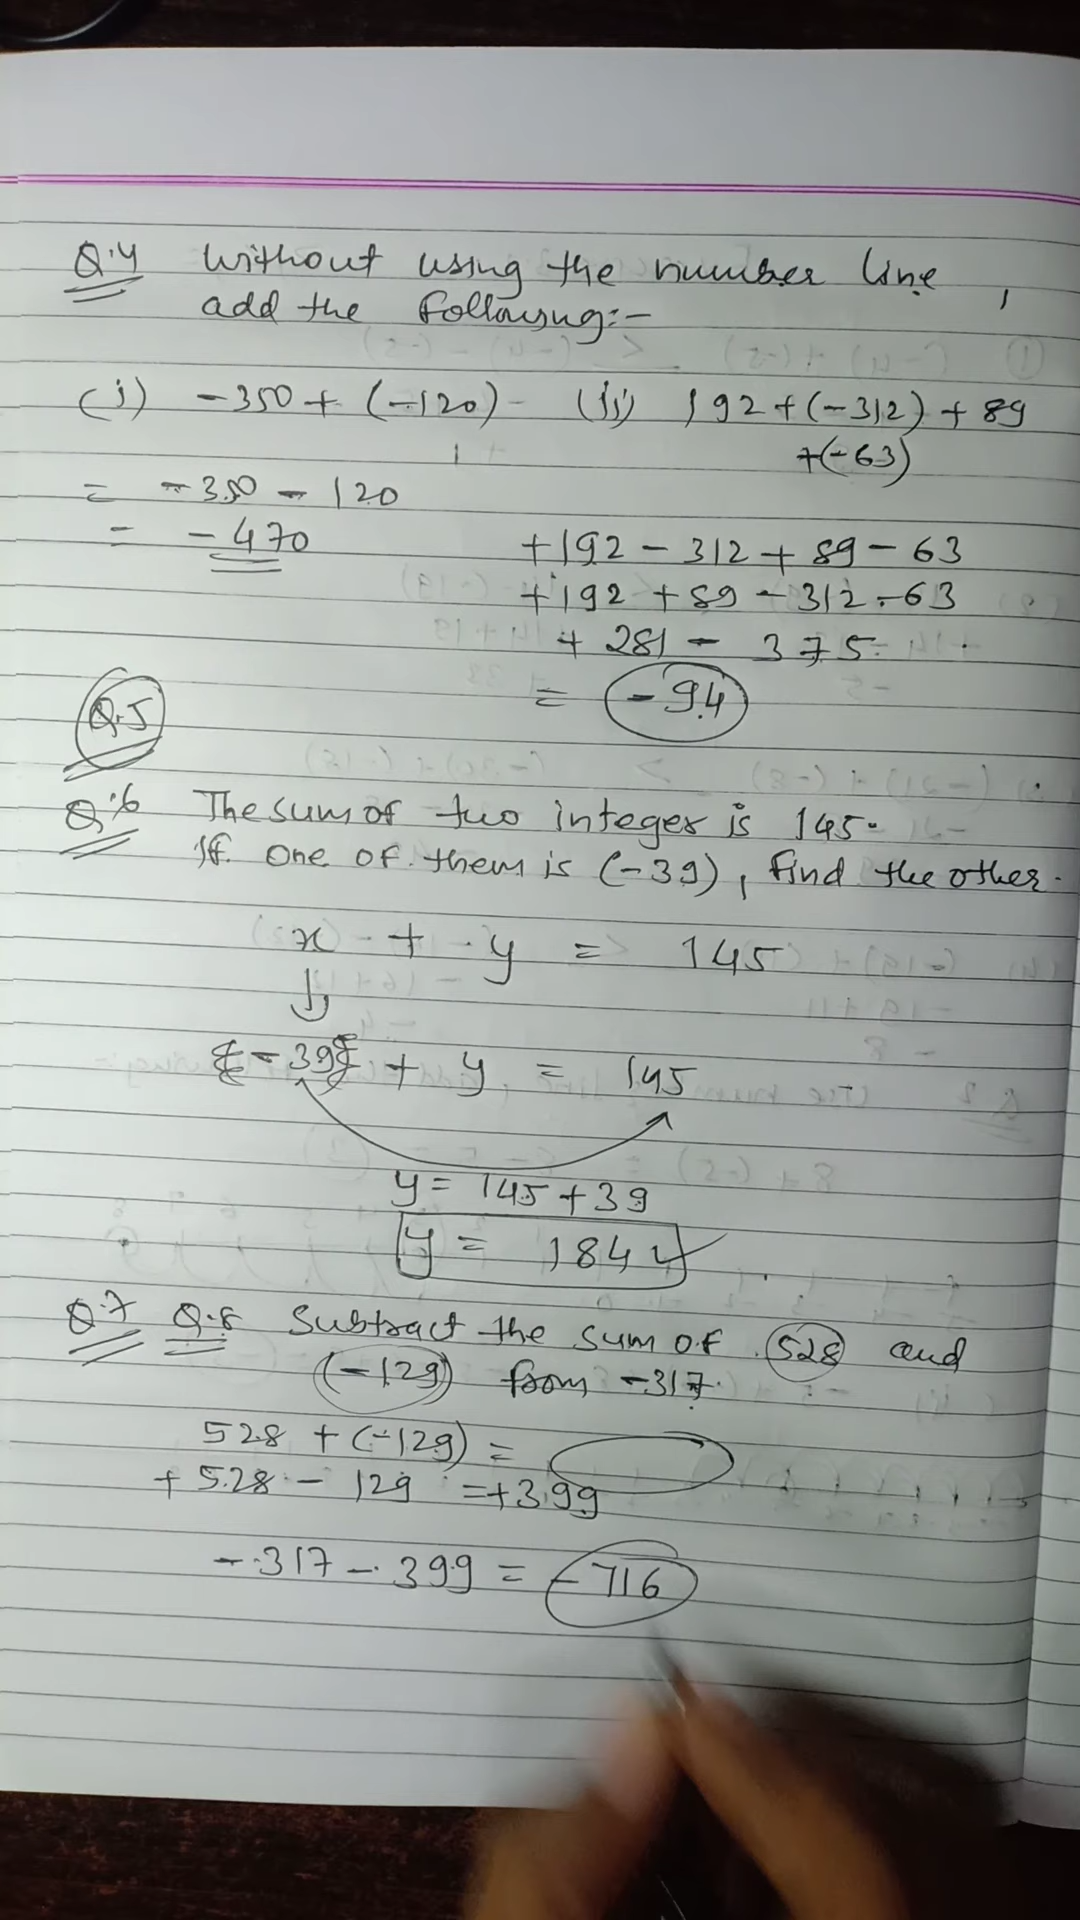 Q.4 Without using the number line,
add the following:-
(i) -350 + (-120) (ii) 192 + (-312) + 89
+(-63)
= -350 - 120
= -470
+192 - 312 + 89 - 63
+192 + 89 - 312 - 63
+ 281 - 375
= -94
Q.5
Q.6 The sum of two integer is 145.
If one of them is (-39), find the other.
x + y = 145
-39 + y = 145
y = 145 + 39
y = 184
Q.7 Q.8 Subtract the sum of 528 and
(-129) from -317.
528 + (-129) =
+ 528 - 129 = +399
-317 - 399 = -716